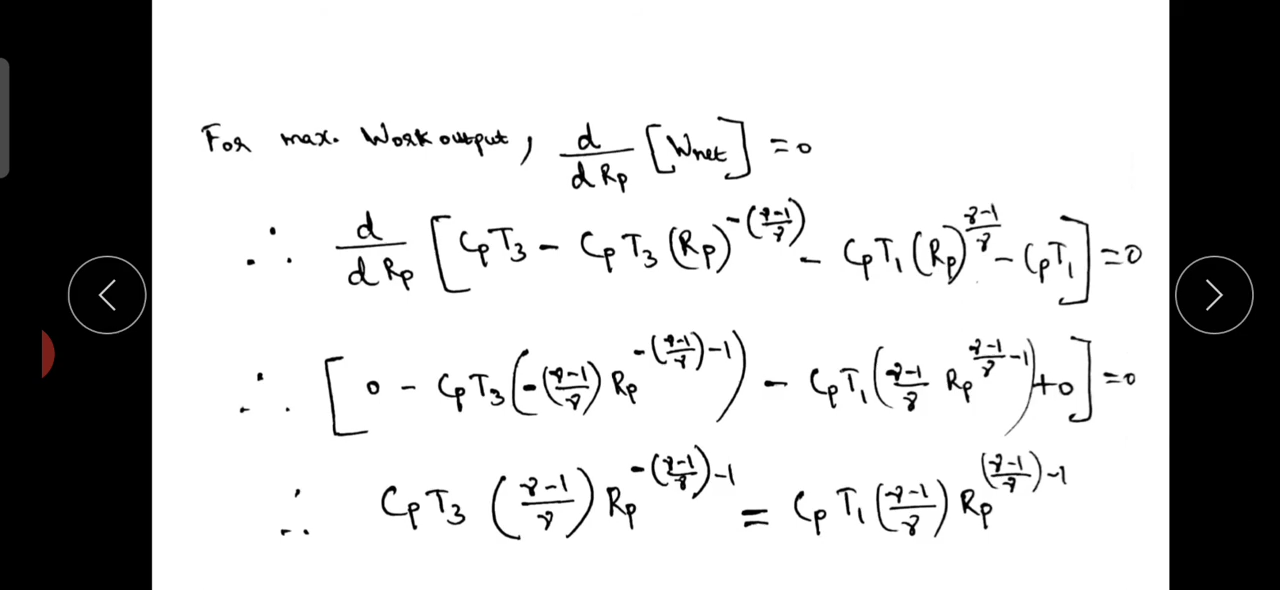 For max. Work output, d/dRp [Wnet] = 0
∴ d/dRp [CpT₃ - CpT₃ (Rp)^-((γ-1)/γ) - CpT₁ (Rp)^((γ-1)/γ) - CpT₁] = 0
∴ [0 - CpT₃ (-((γ-1)/γ) Rp^(-((γ-1)/γ)-1)) - CpT₁ ((γ-1)/γ Rp^((γ-1)/γ -1)) + 0] = 0
∴ CpT₃ ((γ-1)/γ) Rp^(-((γ-1)/γ)-1) = CpT₁ ((γ-1)/γ) Rp^(((γ-1)/γ)-1)